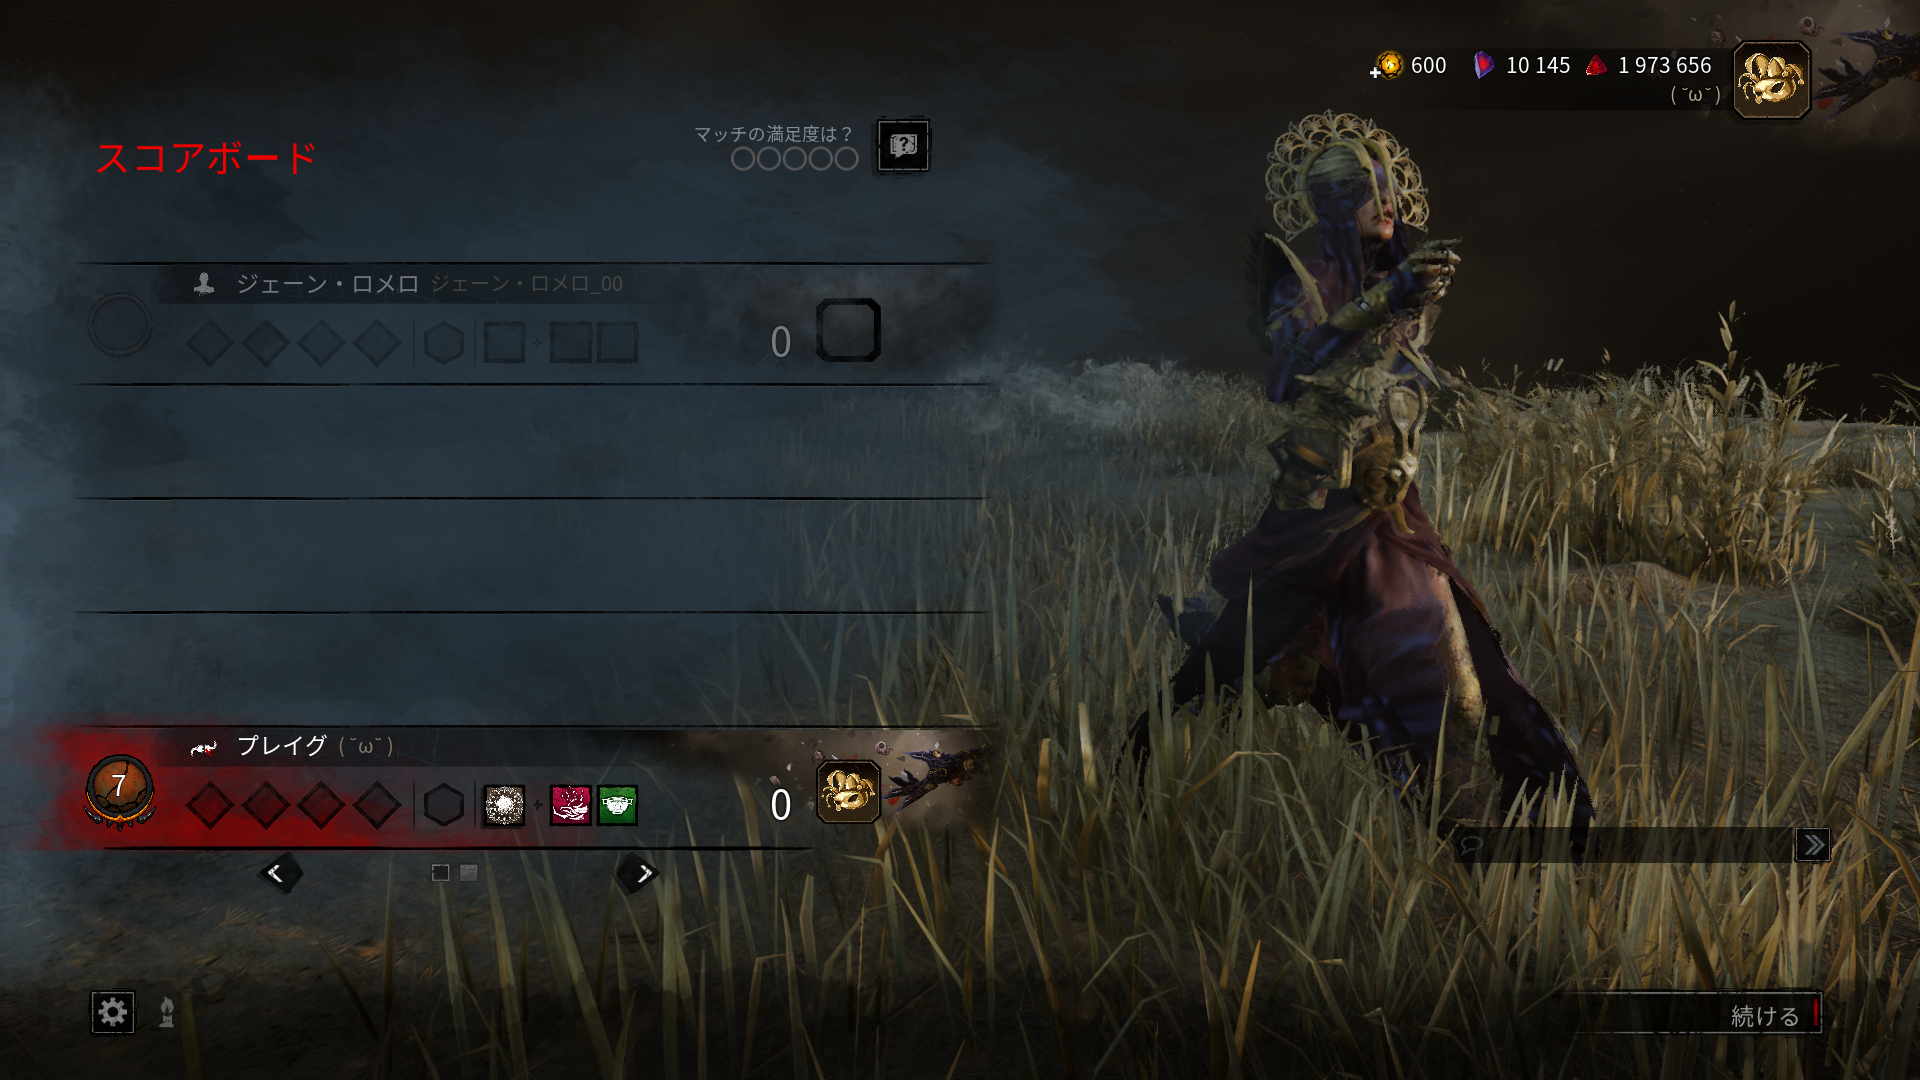 600 10 145 1 973 656
( ˘ω˘ )
スコアボード
マッチの満足度は？
ジェーン・ロメロ ジェーン・ロメロ_00
0
プレイグ ( ˘ω˘ )
7
0
続ける